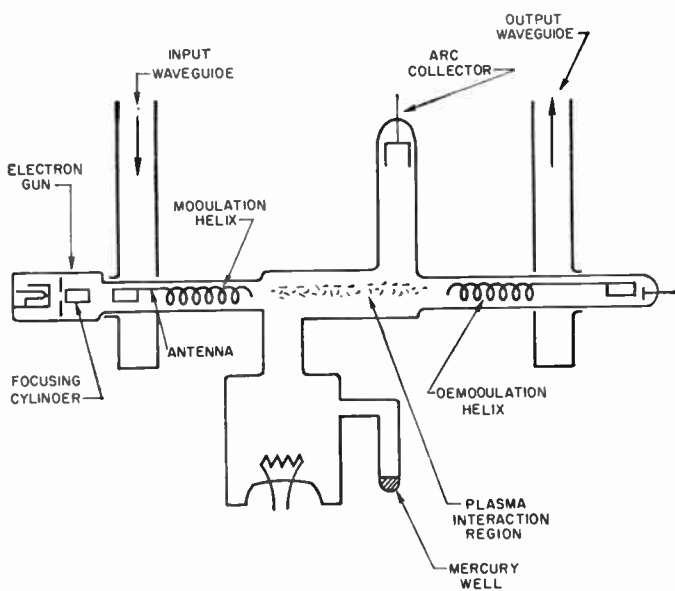 OUTPUT
WAVEGUIDE
INPUT
WAVEGUIDE
ARC
COLLECTOR
ELECTRON
GUN
MODULATION
HELIX
ANTENNA
FOCUSING
CYLINDER
OEMODULATION
HELIX
PLASMA
INTERACTION
REGION
MERCURY
WELL